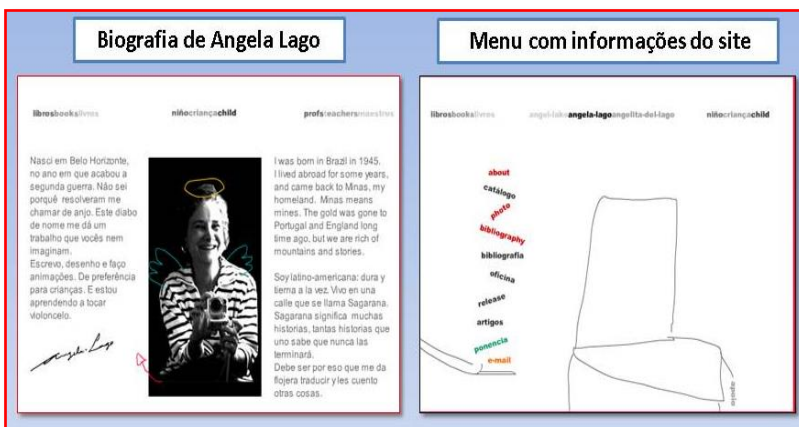 Biografia de Angela Lago
librosbookslivros niñocriançachild profsteachersmaestros
Nasci em Belo Horizonte,
no ano em que acabou a
segunda guerra. Não sei
porquê resolveram me
chamar de anjo. Este diabo
de nome me dá um
trabalho que vocês nem
imaginam.
Escrevo, desenho e faço
animações. De preferência
para crianças. E estou
aprendendo a tocar
violoncelo.
Angela-Lago
I was born in Brazil in 1945.
I lived abroad for some years,
and came back to Minas, my
homeland. Minas means
mines. The gold was gone to
Portugal and England long
time ago, but we are rich of
mountains and stories.
Soy latino-americana: dura y
tierna a la vez. Vivo en una
calle que se llama Sagarana.
Sagarana significa muchas
historias, tantas historias que
uno sabe que nunca las
terminará.
Debe ser por eso que me da
flojera traducir y les cuento
otras cosas.
Menu com informações do site
librosbookslivros angel-lakeangela-lagoangelita-del-lago niñocriançachild
about
catálogo
photo
bibliography
bibliografia
oficina
release
artigos
ponencia
e-mail
apoio